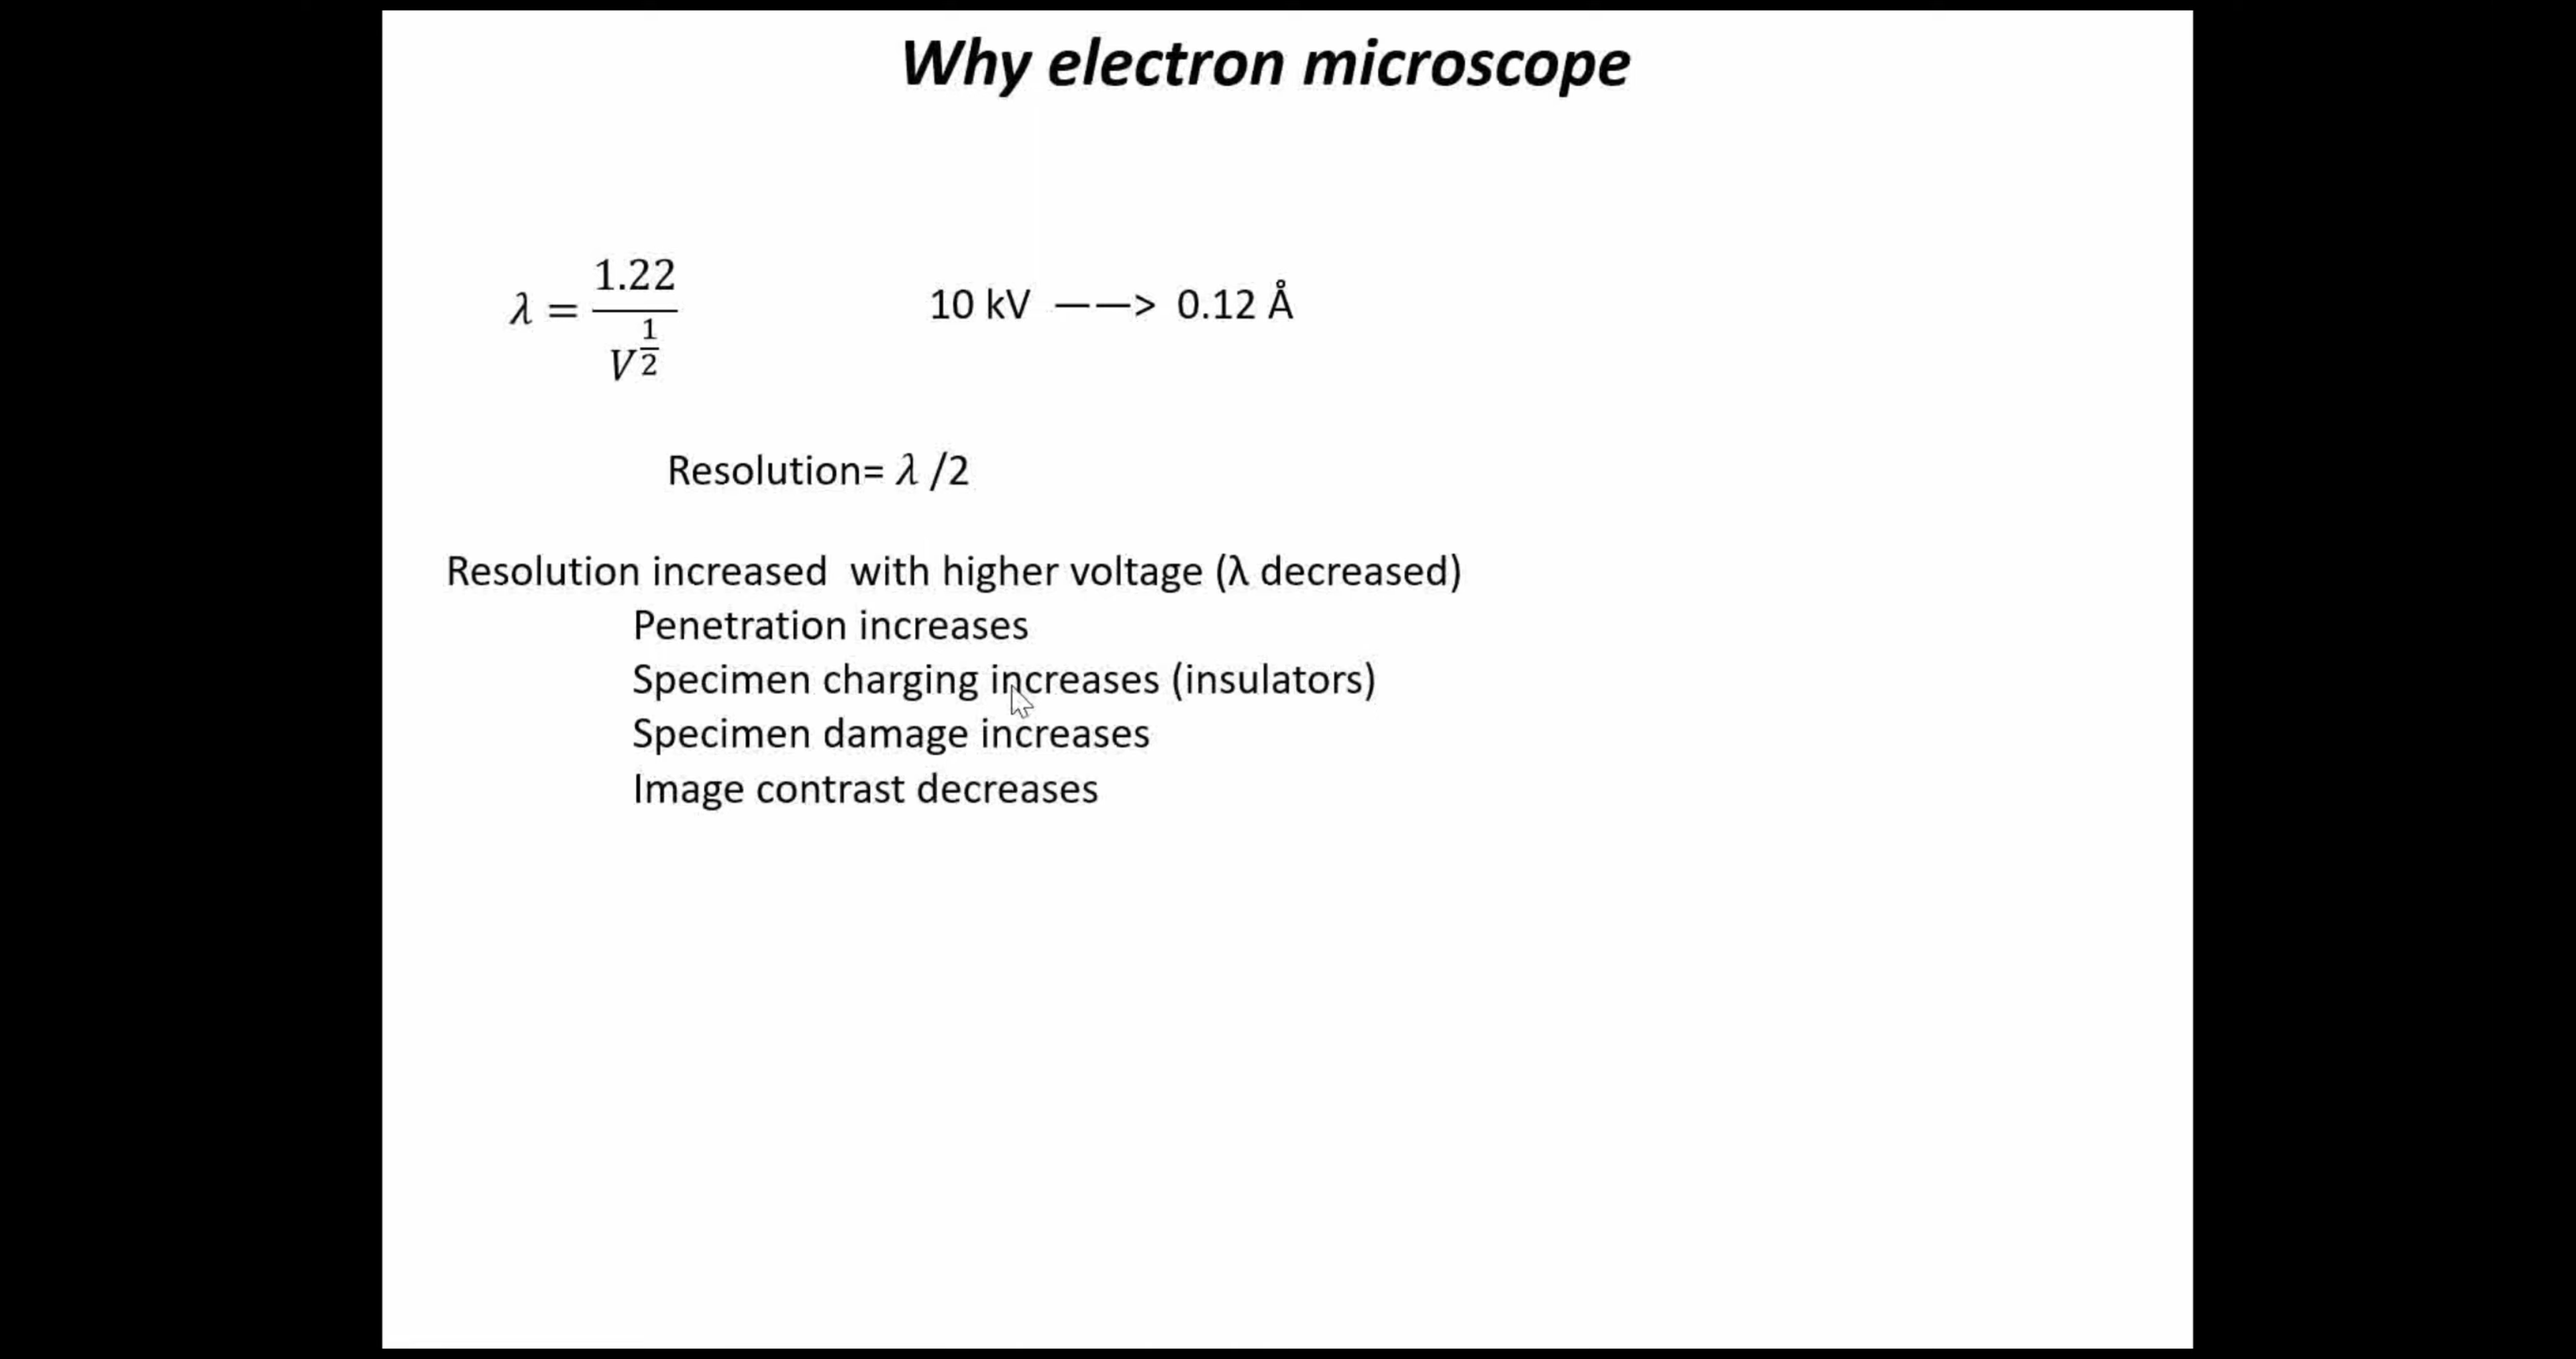 Why electron microscope
λ = 1.22 / V^(1/2)
10 kV ——> 0.12 Å
Resolution= λ /2
Resolution increased  with higher voltage (λ decreased)
Penetration increases
Specimen charging increases (insulators)
Specimen damage increases
Image contrast decreases